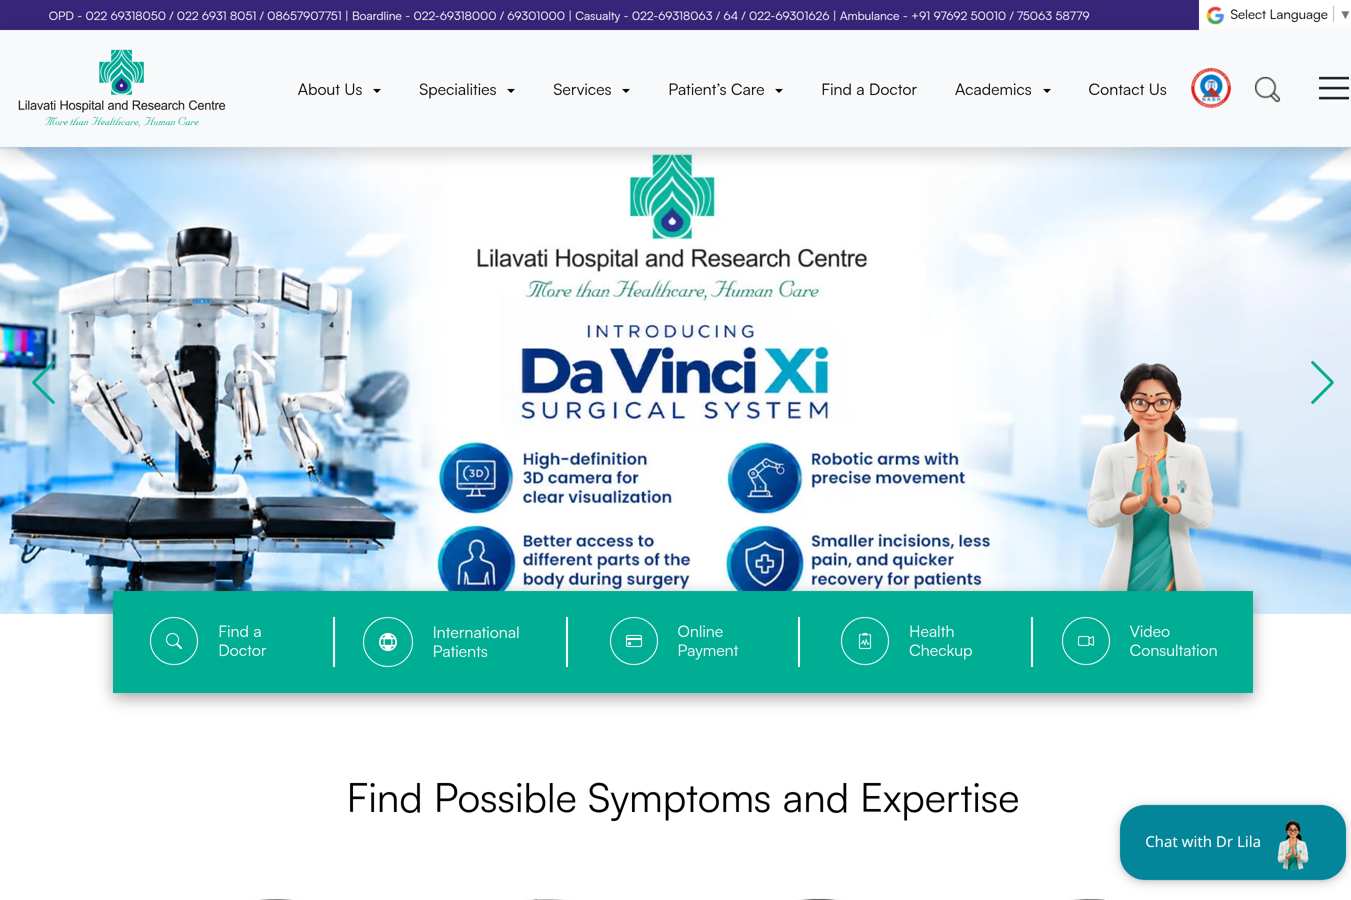 OPD - 022 69318050 / 022 6931 8051 / 08657907751 | Boardline - 022-69318000 / 69301000 | Casualty - 022-69318063 / 64 / 022-69301626 | Ambulance - +91 97692 50010 / 75063 58779
Select Language ▼
Lilavati Hospital and Research Centre
More than Healthcare, Human Care
About Us
Specialities
Services
Patient's Care
Find a Doctor
Academics
Contact Us
Lilavati Hospital and Research Centre
More than Healthcare, Human Care
INTRODUCING
Da Vinci Xi
SURGICAL SYSTEM
1 2 3 4
(3D)
High-definition
3D camera for
clear visualization
Robotic arms with
precise movement
Better access to
different parts of the
body during surgery
Smaller incisions, less
pain, and quicker
recovery for patients
Find a
Doctor
International
Patients
Online
Payment
Health
Checkup
Video
Consultation
Find Possible Symptoms and Expertise
Chat with Dr Lila